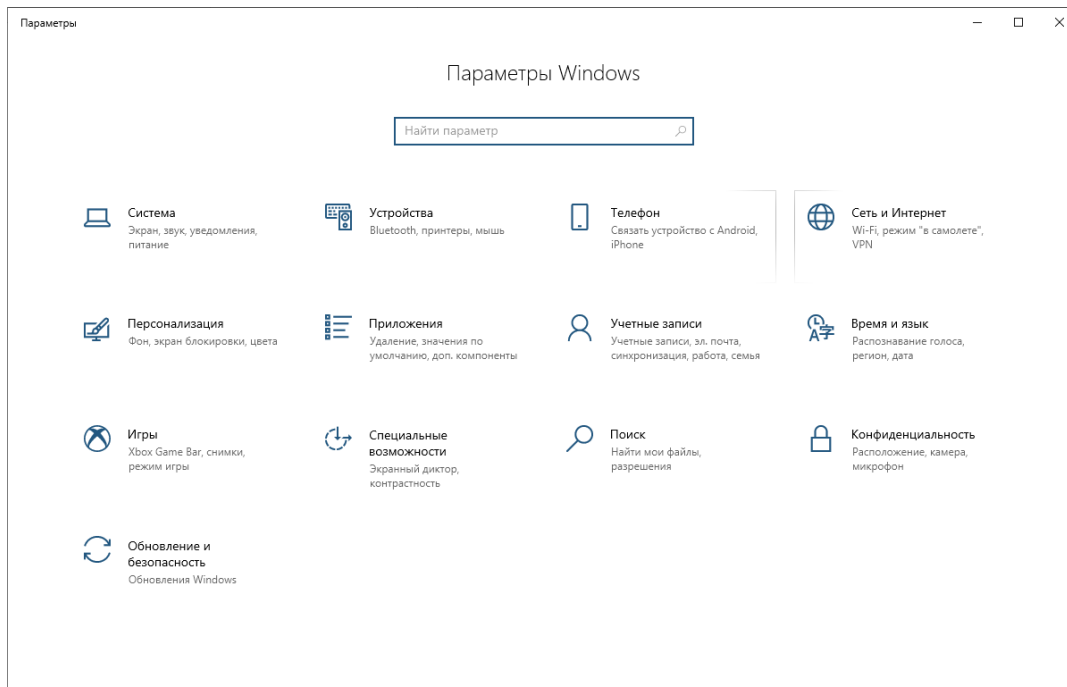 Параметры
Параметры Windows
Найти параметр
Система
Экран, звук, уведомления,
питание
Устройства
Bluetooth, принтеры, мышь
Телефон
Связать устройство с Android,
iPhone
Сеть и Интернет
Wi-Fi, режим "в самолете",
VPN
Персонализация
Фон, экран блокировки, цвета
Приложения
Удаление, значения по
умолчанию, доп. компоненты
Учетные записи
Учетные записи, эл. почта,
синхронизация, работа, семья
Время и язык
Распознавание голоса,
регион, дата
Игры
Xbox Game Bar, снимки,
режим игры
Специальные
возможности
Экранный диктор,
контрастность
Поиск
Найти мои файлы,
разрешения
Конфиденциальность
Расположение, камера,
микрофон
Обновление и
безопасность
Обновления Windows